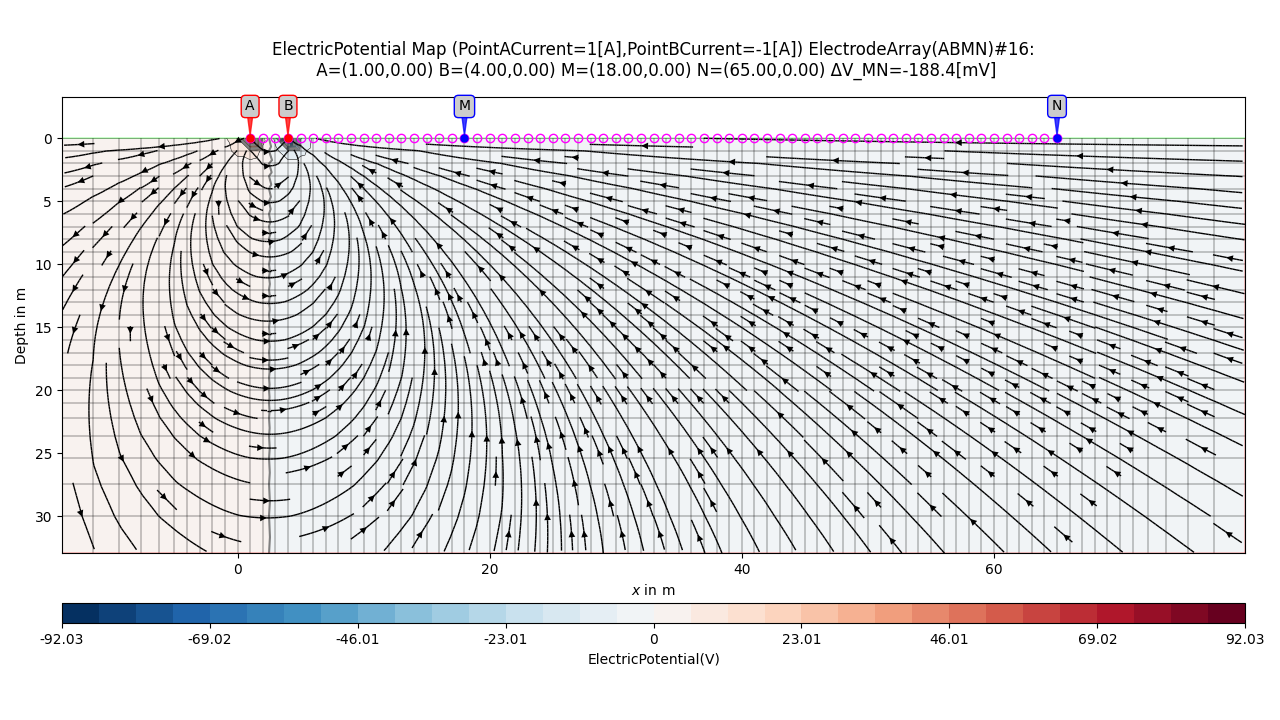 ElectricPotential Map (PointACurrent=1[A],PointBCurrent=-1[A]) ElectrodeArray(ABMN)#16:
A=(1.00,0.00) B=(4.00,0.00) M=(18.00,0.00) N=(65.00,0.00) ΔV_MN=-188.4[mV]
A B M N
0
5
10
15
20
25
30
Depth in m
0 20 40 60
x in m
-92.03 -69.02 -46.01 -23.01 0 23.01 46.01 69.02 92.03
ElectricPotential(V)